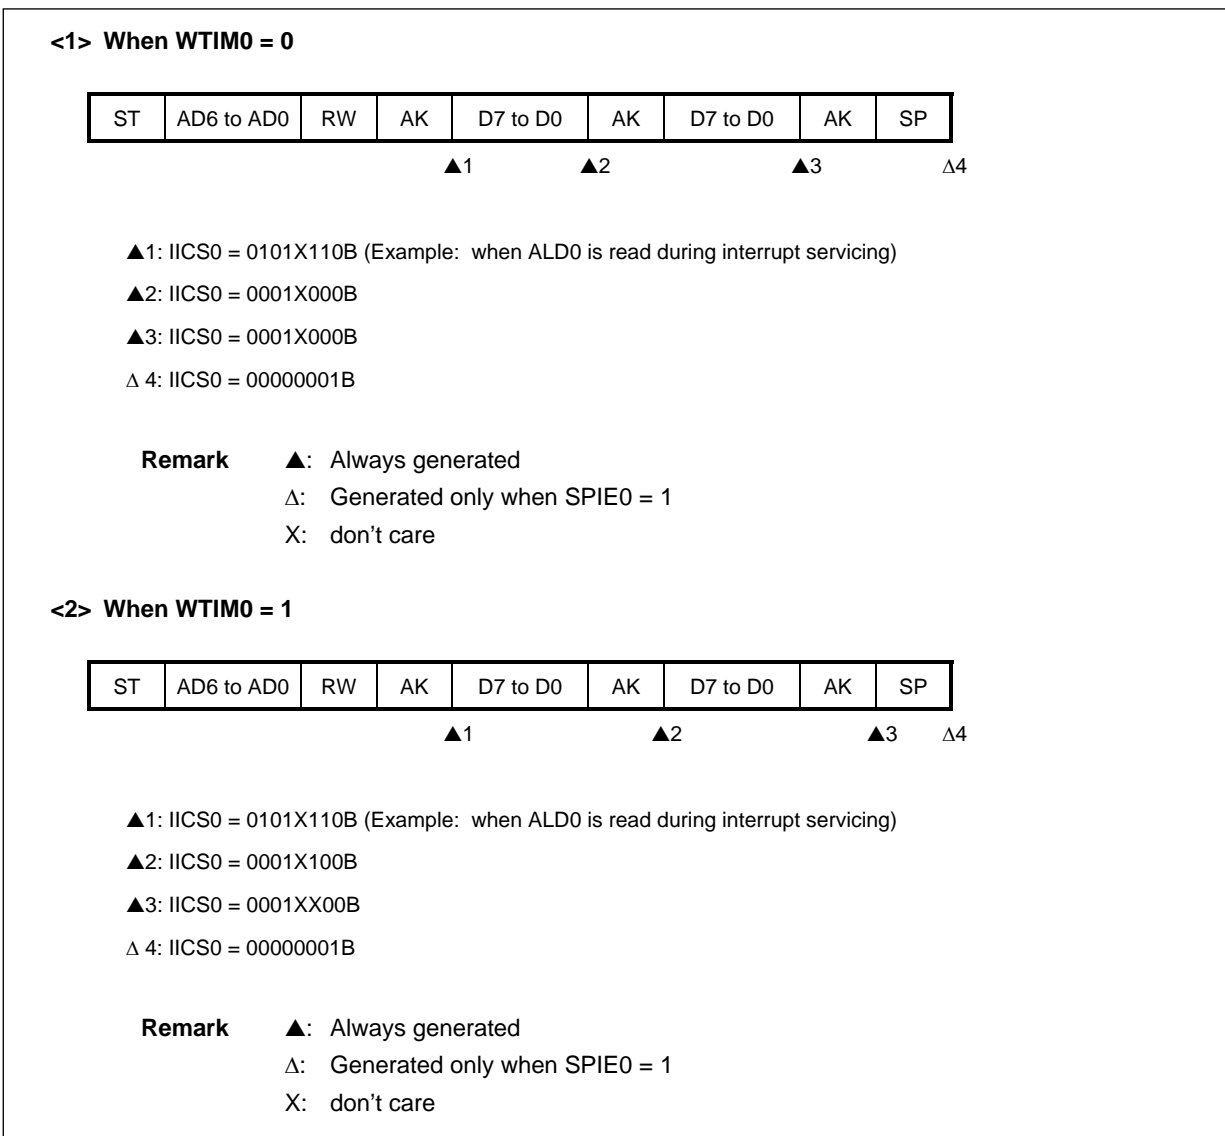 <1> When WTIM0 = 0
ST AD6 to AD0 RW AK D7 to D0 AK D7 to D0 AK SP
▲1 ▲2 ▲3 Δ4
▲1: IICS0 = 0101X110B (Example: when ALD0 is read during interrupt servicing)
▲2: IICS0 = 0001X000B
▲3: IICS0 = 0001X000B
Δ 4: IICS0 = 00000001B
Remark ▲: Always generated
Δ: Generated only when SPIE0 = 1
X: don’t care
<2> When WTIM0 = 1
ST AD6 to AD0 RW AK D7 to D0 AK D7 to D0 AK SP
▲1 ▲2 ▲3 Δ4
▲1: IICS0 = 0101X110B (Example: when ALD0 is read during interrupt servicing)
▲2: IICS0 = 0001X100B
▲3: IICS0 = 0001XX00B
Δ 4: IICS0 = 00000001B
Remark ▲: Always generated
Δ: Generated only when SPIE0 = 1
X: don’t care